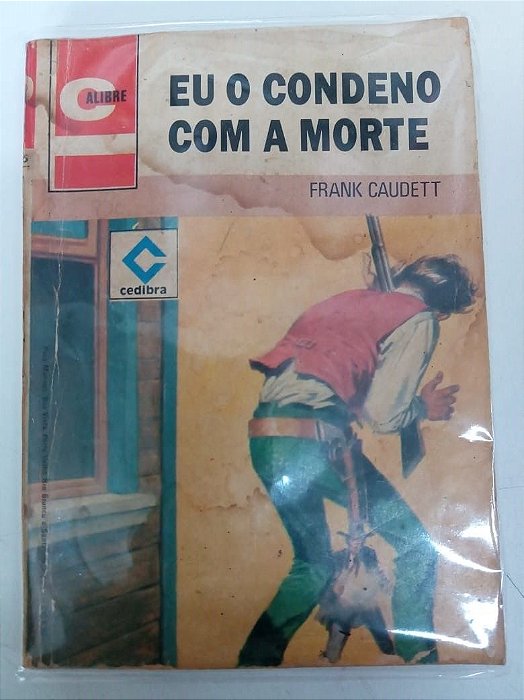 C
ALIBRE
EU O CONDENO
COM A MORTE
FRANK CAUDETT
cedibra